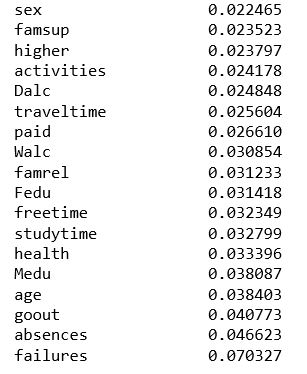 sex 0.022465
famsup 0.023523
higher 0.023797
activities 0.024178
Dalc 0.024848
traveltime 0.025604
paid 0.026610
Walc 0.030854
famrel 0.031233
Fedu 0.031418
freetime 0.032349
studytime 0.032799
health 0.033396
Medu 0.038087
age 0.038403
goout 0.040773
absences 0.046623
failures 0.070327